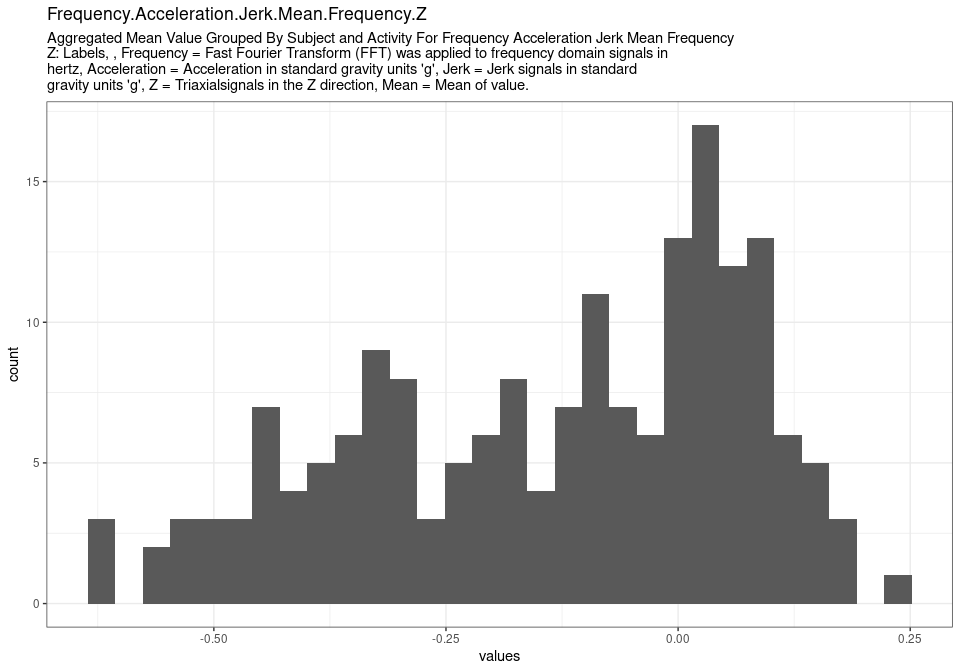 Frequency.Acceleration.Jerk.Mean.Frequency.Z
Aggregated Mean Value Grouped By Subject and Activity For Frequency Acceleration Jerk Mean Frequency
Z: Labels, , Frequency = Fast Fourier Transform (FFT) was applied to frequency domain signals in
hertz, Acceleration = Acceleration in standard gravity units 'g', Jerk = Jerk signals in standard
gravity units 'g', Z = Triaxialsignals in the Z direction, Mean = Mean of value.
15
10
5
0
count
-0.50
-0.25
0.00
0.25
values